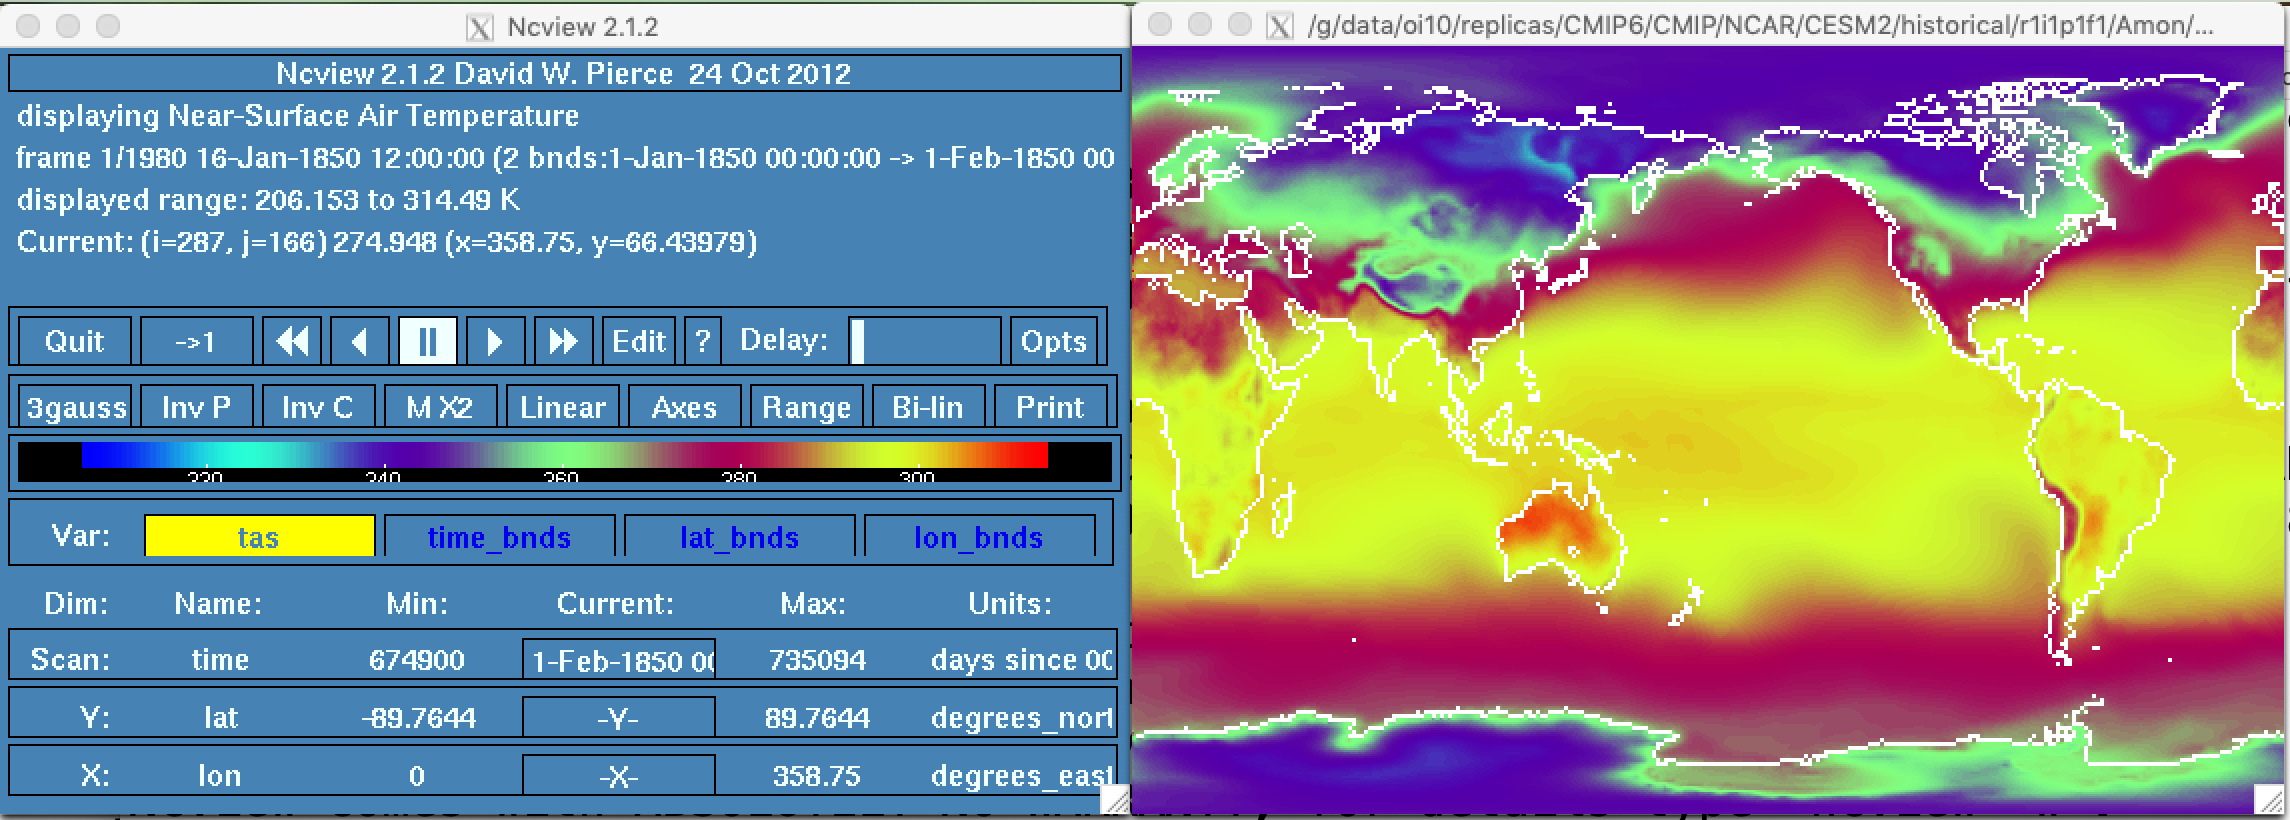 Ncview 2.1.2
Ncview 2.1.2 David W. Pierce 24 Oct 2012
displaying Near-Surface Air Temperature
frame 1/1980 16-Jan-1850 12:00:00 (2 bnds:1-Jan-1850 00:00:00 -> 1-Feb-1850 00
displayed range: 206.153 to 314.49 K
Current: (i=287, j=166) 274.948 (x=358.75, y=66.43979)
Quit ->1 Edit ? Delay: Opts
3gauss Inv P Inv C M X2 Linear Axes Range Bi-lin Print
220 240 260 280 300
Var: tas time_bnds lat_bnds lon_bnds
Dim: Name: Min: Current: Max: Units:
Scan: time 674900 1-Feb-1850 00 735094 days since 00
Y: lat -89.7644 -Y- 89.7644 degrees_nort
X: lon 0 -X- 358.75 degrees_east
/g/data/oi10/replicas/CMIP6/CMIP/NCAR/CESM2/historical/r1i1p1f1/Amon/...